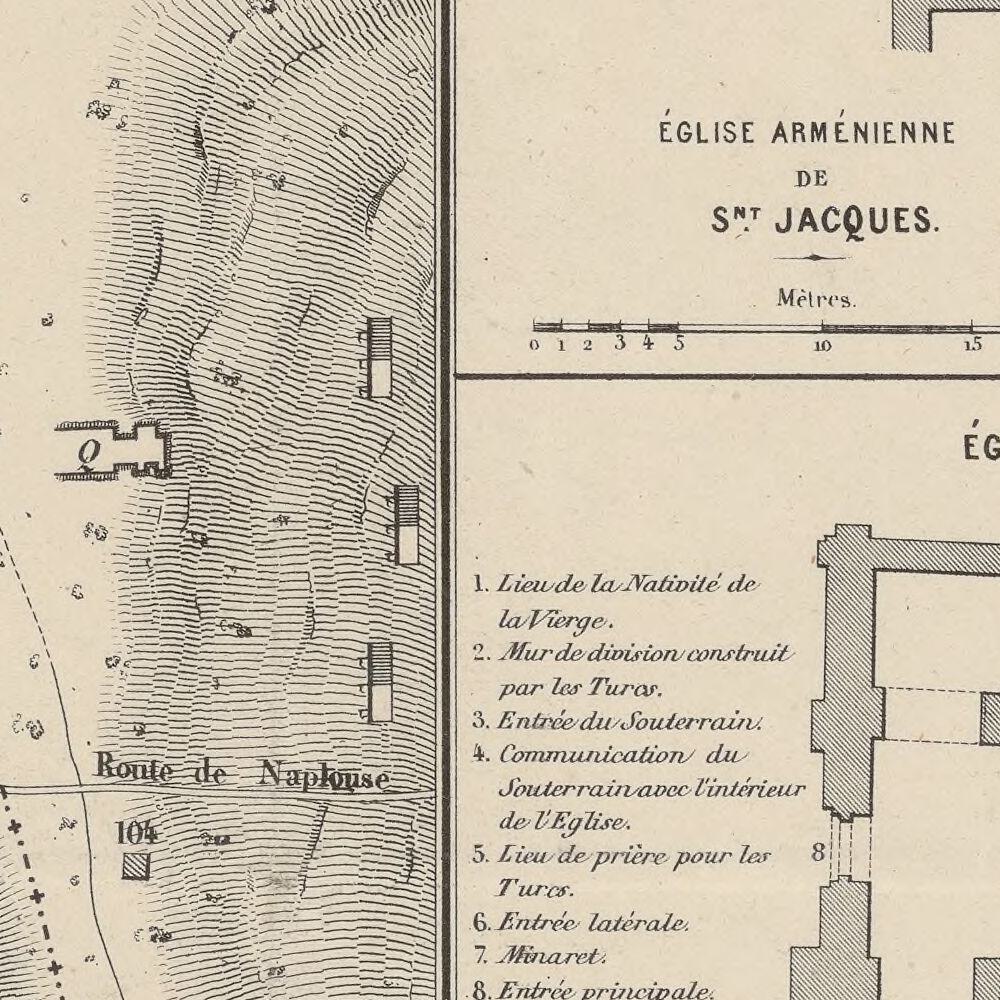 ÉGLISE ARMÉNIENNE
DE
SNT JACQUES.
Mètres.
0 1 2 3 4 5 10 15
ÉG
Q
1. Lieu de la Nativité de
la Vierge.
2. Mur de division construit
par les Turcs.
3. Entrée du Souterrain.
4. Communication du
Souterrain avec l'intérieur
de l'Eglise.
5. Lieu de prière pour les
Turcs.
6. Entrée latérale.
7. Minaret.
8. Entrée principale.
8
Route de Naplouse
104